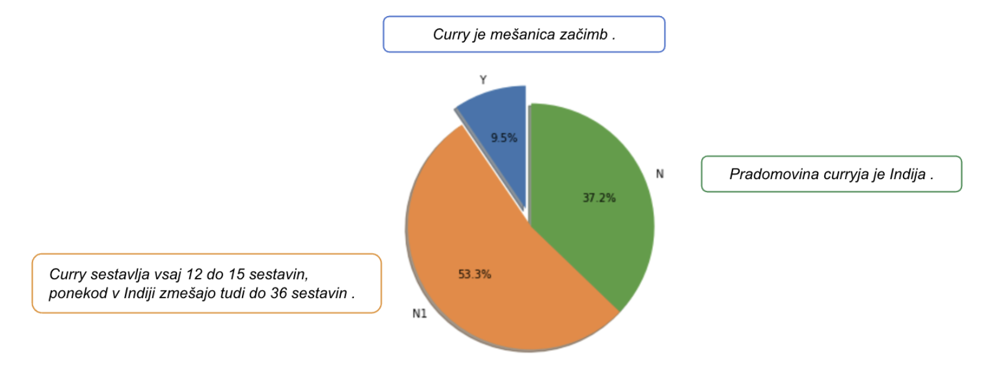 Curry je mešanica začimb .
Y
9.5%
N
Pradomovina curryja je Indija .
37.2%
Curry sestavlja vsaj 12 do 15 sestavin,
ponekod v Indiji zmešajo tudi do 36 sestavin .
53.3%
N1